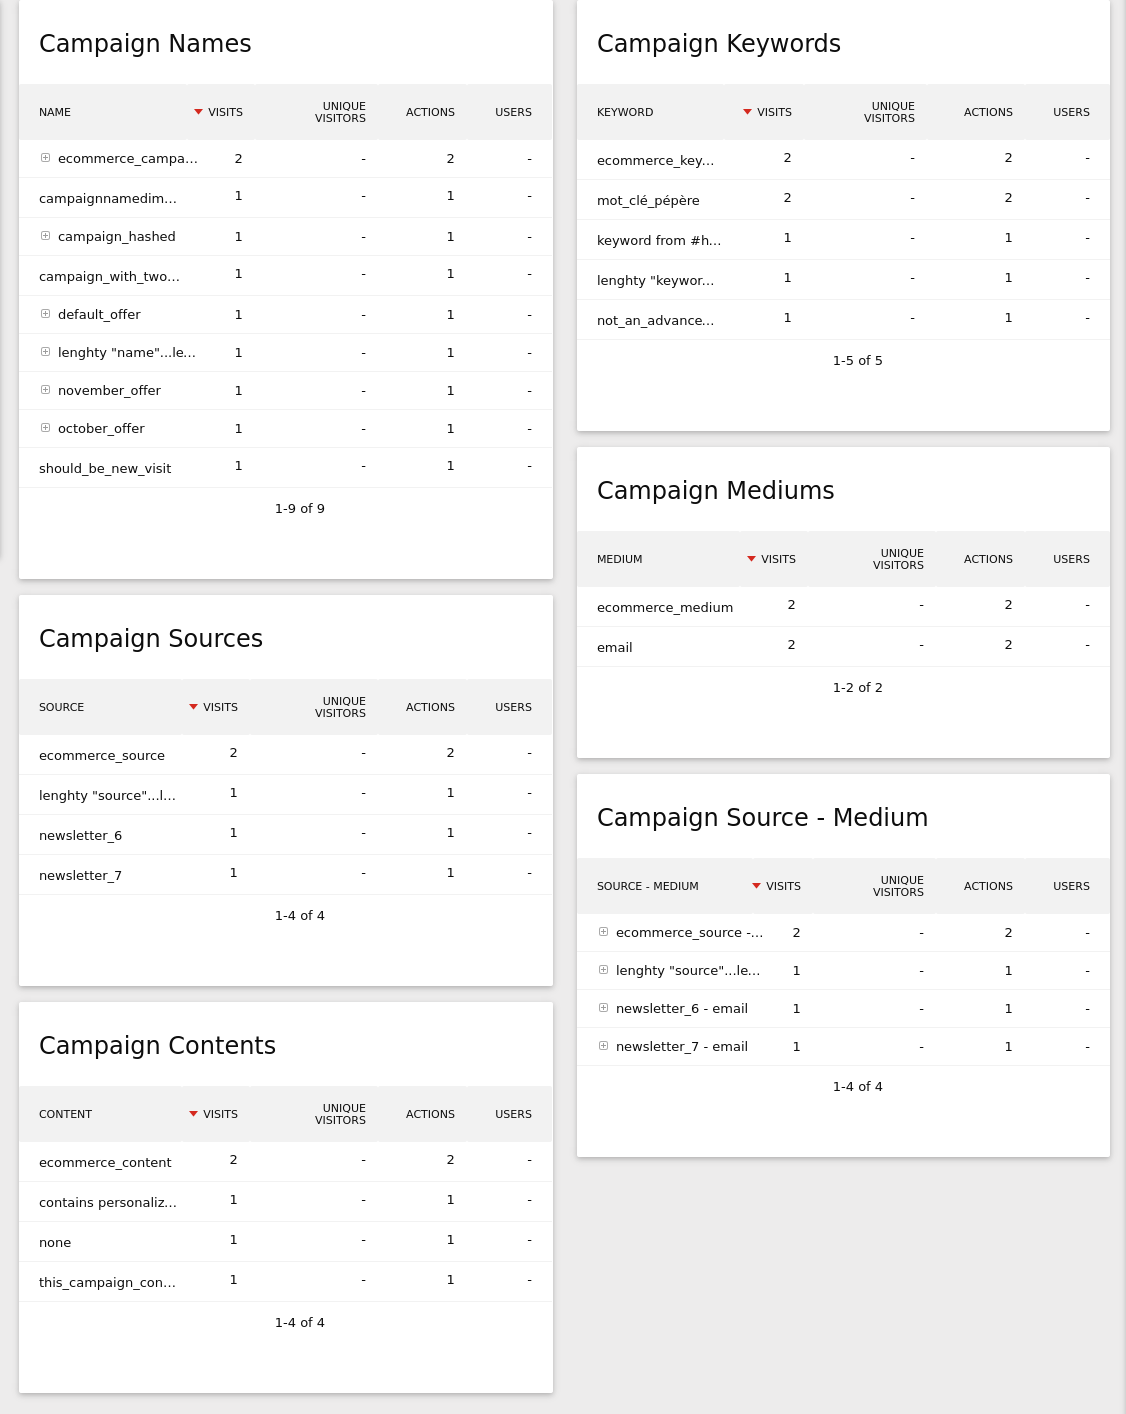 Campaign Names
NAME VISITS UNIQUE VISITORS ACTIONS USERS
ecommerce_campa... 2 - 2 -
campaignnamedim... 1 - 1 -
campaign_hashed 1 - 1 -
campaign_with_two... 1 - 1 -
default_offer 1 - 1 -
lenghty "name"...le... 1 - 1 -
november_offer 1 - 1 -
october_offer 1 - 1 -
should_be_new_visit 1 - 1 -
1-9 of 9
Campaign Sources
SOURCE VISITS UNIQUE VISITORS ACTIONS USERS
ecommerce_source 2 - 2 -
lenghty "source"...l... 1 - 1 -
newsletter_6 1 - 1 -
newsletter_7 1 - 1 -
1-4 of 4
Campaign Contents
CONTENT VISITS UNIQUE VISITORS ACTIONS USERS
ecommerce_content 2 - 2 -
contains personaliz... 1 - 1 -
none 1 - 1 -
this_campaign_con... 1 - 1 -
1-4 of 4
Campaign Keywords
KEYWORD VISITS UNIQUE VISITORS ACTIONS USERS
ecommerce_key... 2 - 2 -
mot_clé_pépère 2 - 2 -
keyword from #h... 1 - 1 -
lenghty "keywor... 1 - 1 -
not_an_advance... 1 - 1 -
1-5 of 5
Campaign Mediums
MEDIUM VISITS UNIQUE VISITORS ACTIONS USERS
ecommerce_medium 2 - 2 -
email 2 - 2 -
1-2 of 2
Campaign Source - Medium
SOURCE - MEDIUM VISITS UNIQUE VISITORS ACTIONS USERS
ecommerce_source -... 2 - 2 -
lenghty "source"...le... 1 - 1 -
newsletter_6 - email 1 - 1 -
newsletter_7 - email 1 - 1 -
1-4 of 4